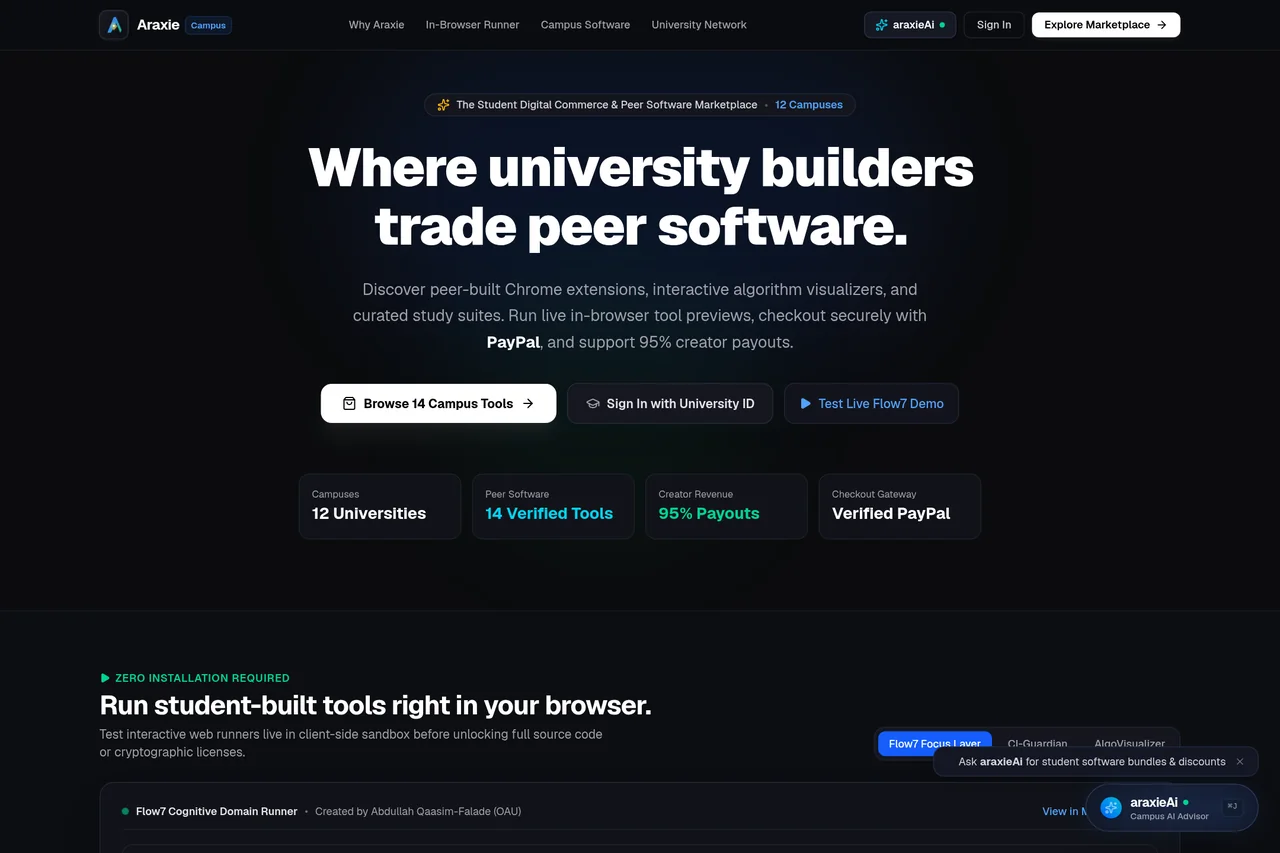 Araxie Campus
Why Araxie In-Browser Runner Campus Software University Network
araxieAi Sign In Explore Marketplace →
The Student Digital Commerce & Peer Software Marketplace • 12 Campuses
Where university builders
trade peer software.
Discover peer-built Chrome extensions, interactive algorithm visualizers, and
curated study suites. Run live in-browser tool previews, checkout securely with
PayPal, and support 95% creator payouts.
Browse 14 Campus Tools → Sign In with University ID Test Live Flow7 Demo
Campuses
12 Universities
Peer Software
14 Verified Tools
Creator Revenue
95% Payouts
Checkout Gateway
Verified PayPal
ZERO INSTALLATION REQUIRED
Run student-built tools right in your browser.
Test interactive web runners live in client-side sandbox before unlocking full source code
or cryptographic licenses.
Flow7 Focus Layer CI-Guardian AlgoVisualizer
Ask araxieAi for student software bundles & discounts ×
Flow7 Cognitive Domain Runner • Created by Abdullah Qaasim-Falade (OAU)
View in
araxieAi
Campus AI Advisor
⌘J